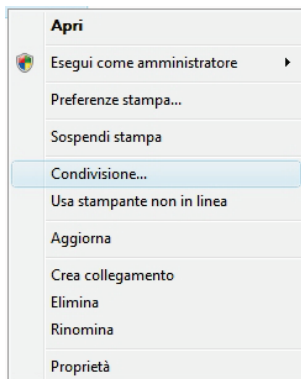 Apri
Esegui come amministratore
Preferenze stampa...
Sospendi stampa
Condivisione...
Usa stampante non in linea
Aggiorna
Crea collegamento
Elimina
Rinomina
Proprietà